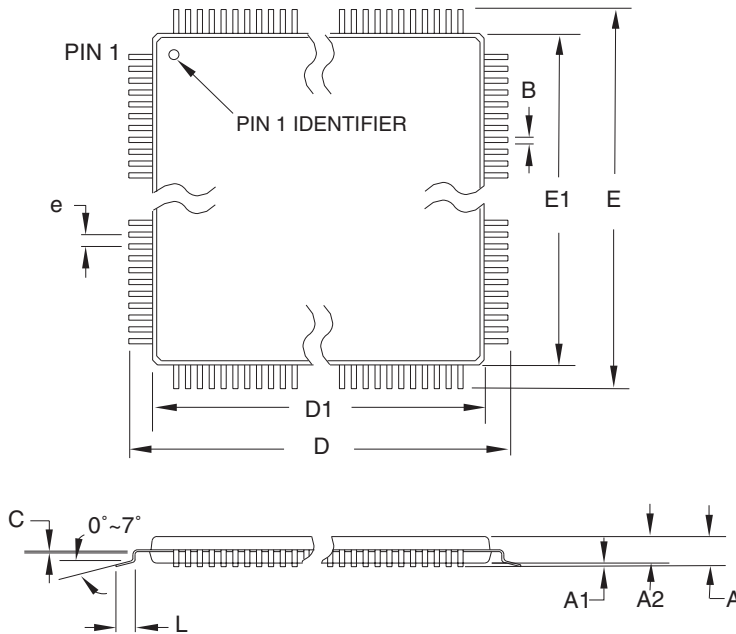 PIN 1
PIN 1 IDENTIFIER
B
E1
E
e
D1
D
C
0°~7°
A1
A2
A
L